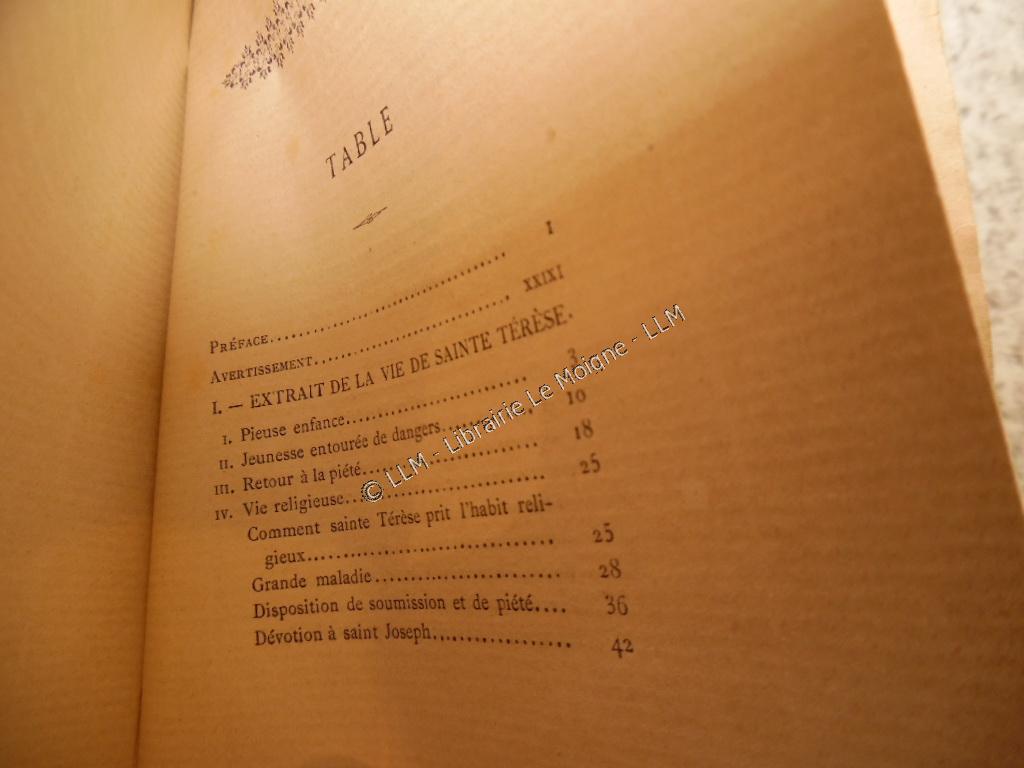 TABLE
PRÉFACE........................................ I
AVERTISSEMENT.............................. XXIXI
I. — EXTRAIT DE LA VIE DE SAINTE TÉRÈSE.
I. Pieuse enfance............................ 3
II. Jeunesse entourée de dangers........... 10
III. Retour à la piété........................ 18
IV. Vie religieuse............................ 25
Comment sainte Térèse prit l'habit reli-
gieux.................................... 25
Grande maladie............................ 28
Disposition de soumission et de piété.... 36
Dévotion à saint Joseph................... 42
© LLM - Librairie Le Moigne - LLM